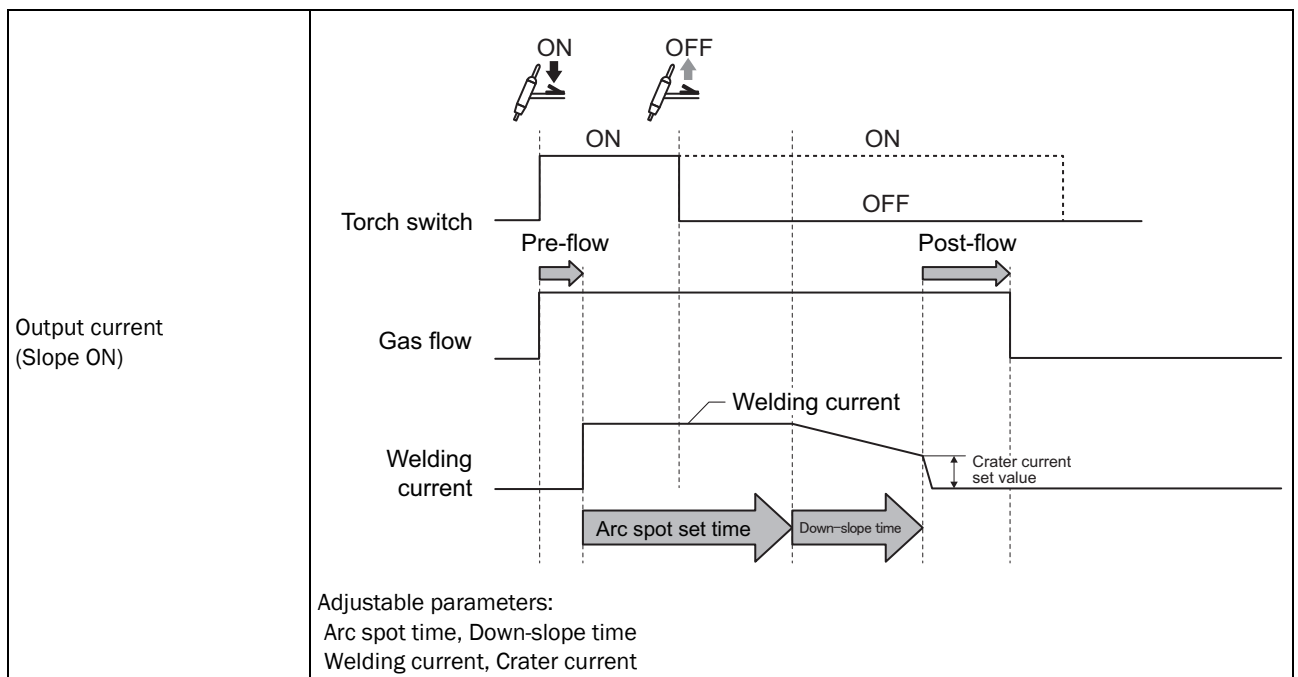 Output current
(Slope ON)
ON
OFF
ON
ON
OFF
Torch switch
Pre-flow
Post-flow
Gas flow
Welding current
Welding
current
Crater current
set value
Arc spot set time
Down-slope time
Adjustable parameters:
Arc spot time, Down-slope time
Welding current, Crater current